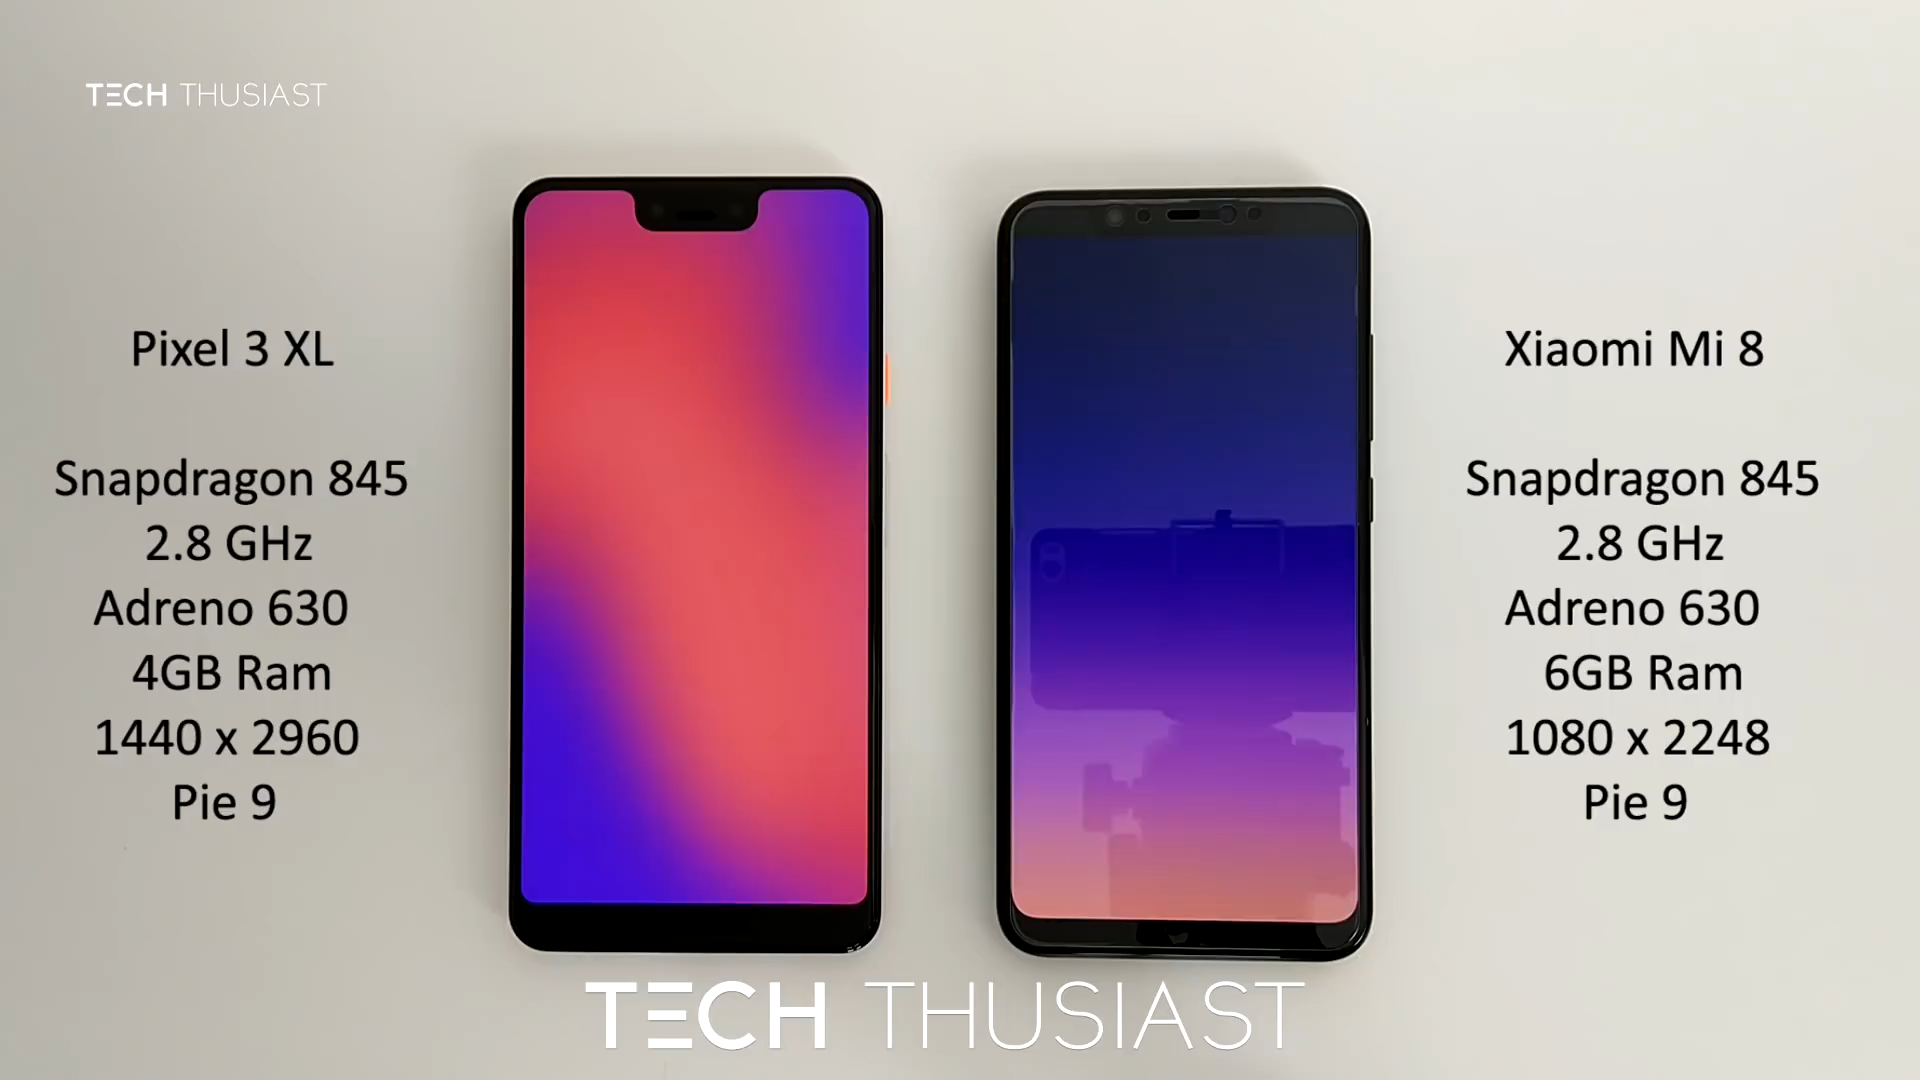 TECH THUSIAST
Pixel 3 XL
Snapdragon 845
2.8 GHz
Adreno 630
4GB Ram
1440 x 2960
Pie 9
Xiaomi Mi 8
Snapdragon 845
2.8 GHz
Adreno 630
6GB Ram
1080 x 2248
Pie 9
TECH THUSIAST